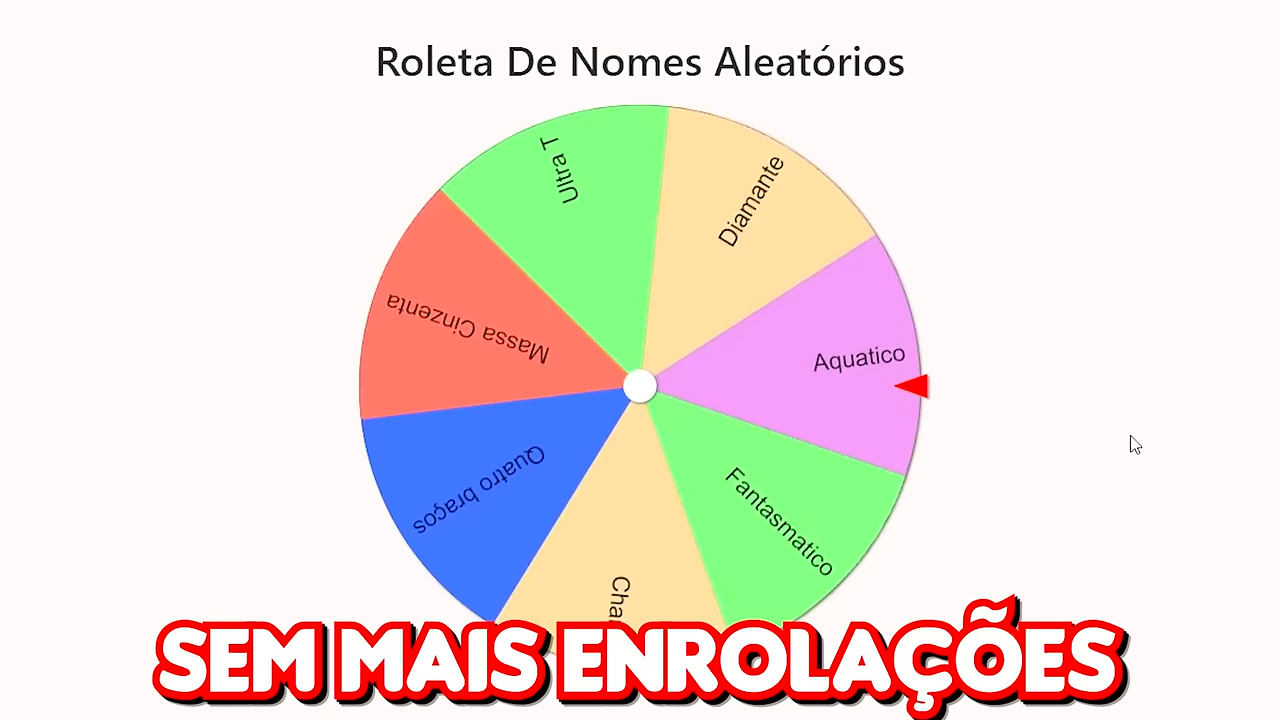 Roleta De Nomes Aleatórios
Ultra T
Diamante
Massa Cinzenta
Aquatico
Quatro braços
Fantasmatico
SEM MAIS ENROLAÇÕES